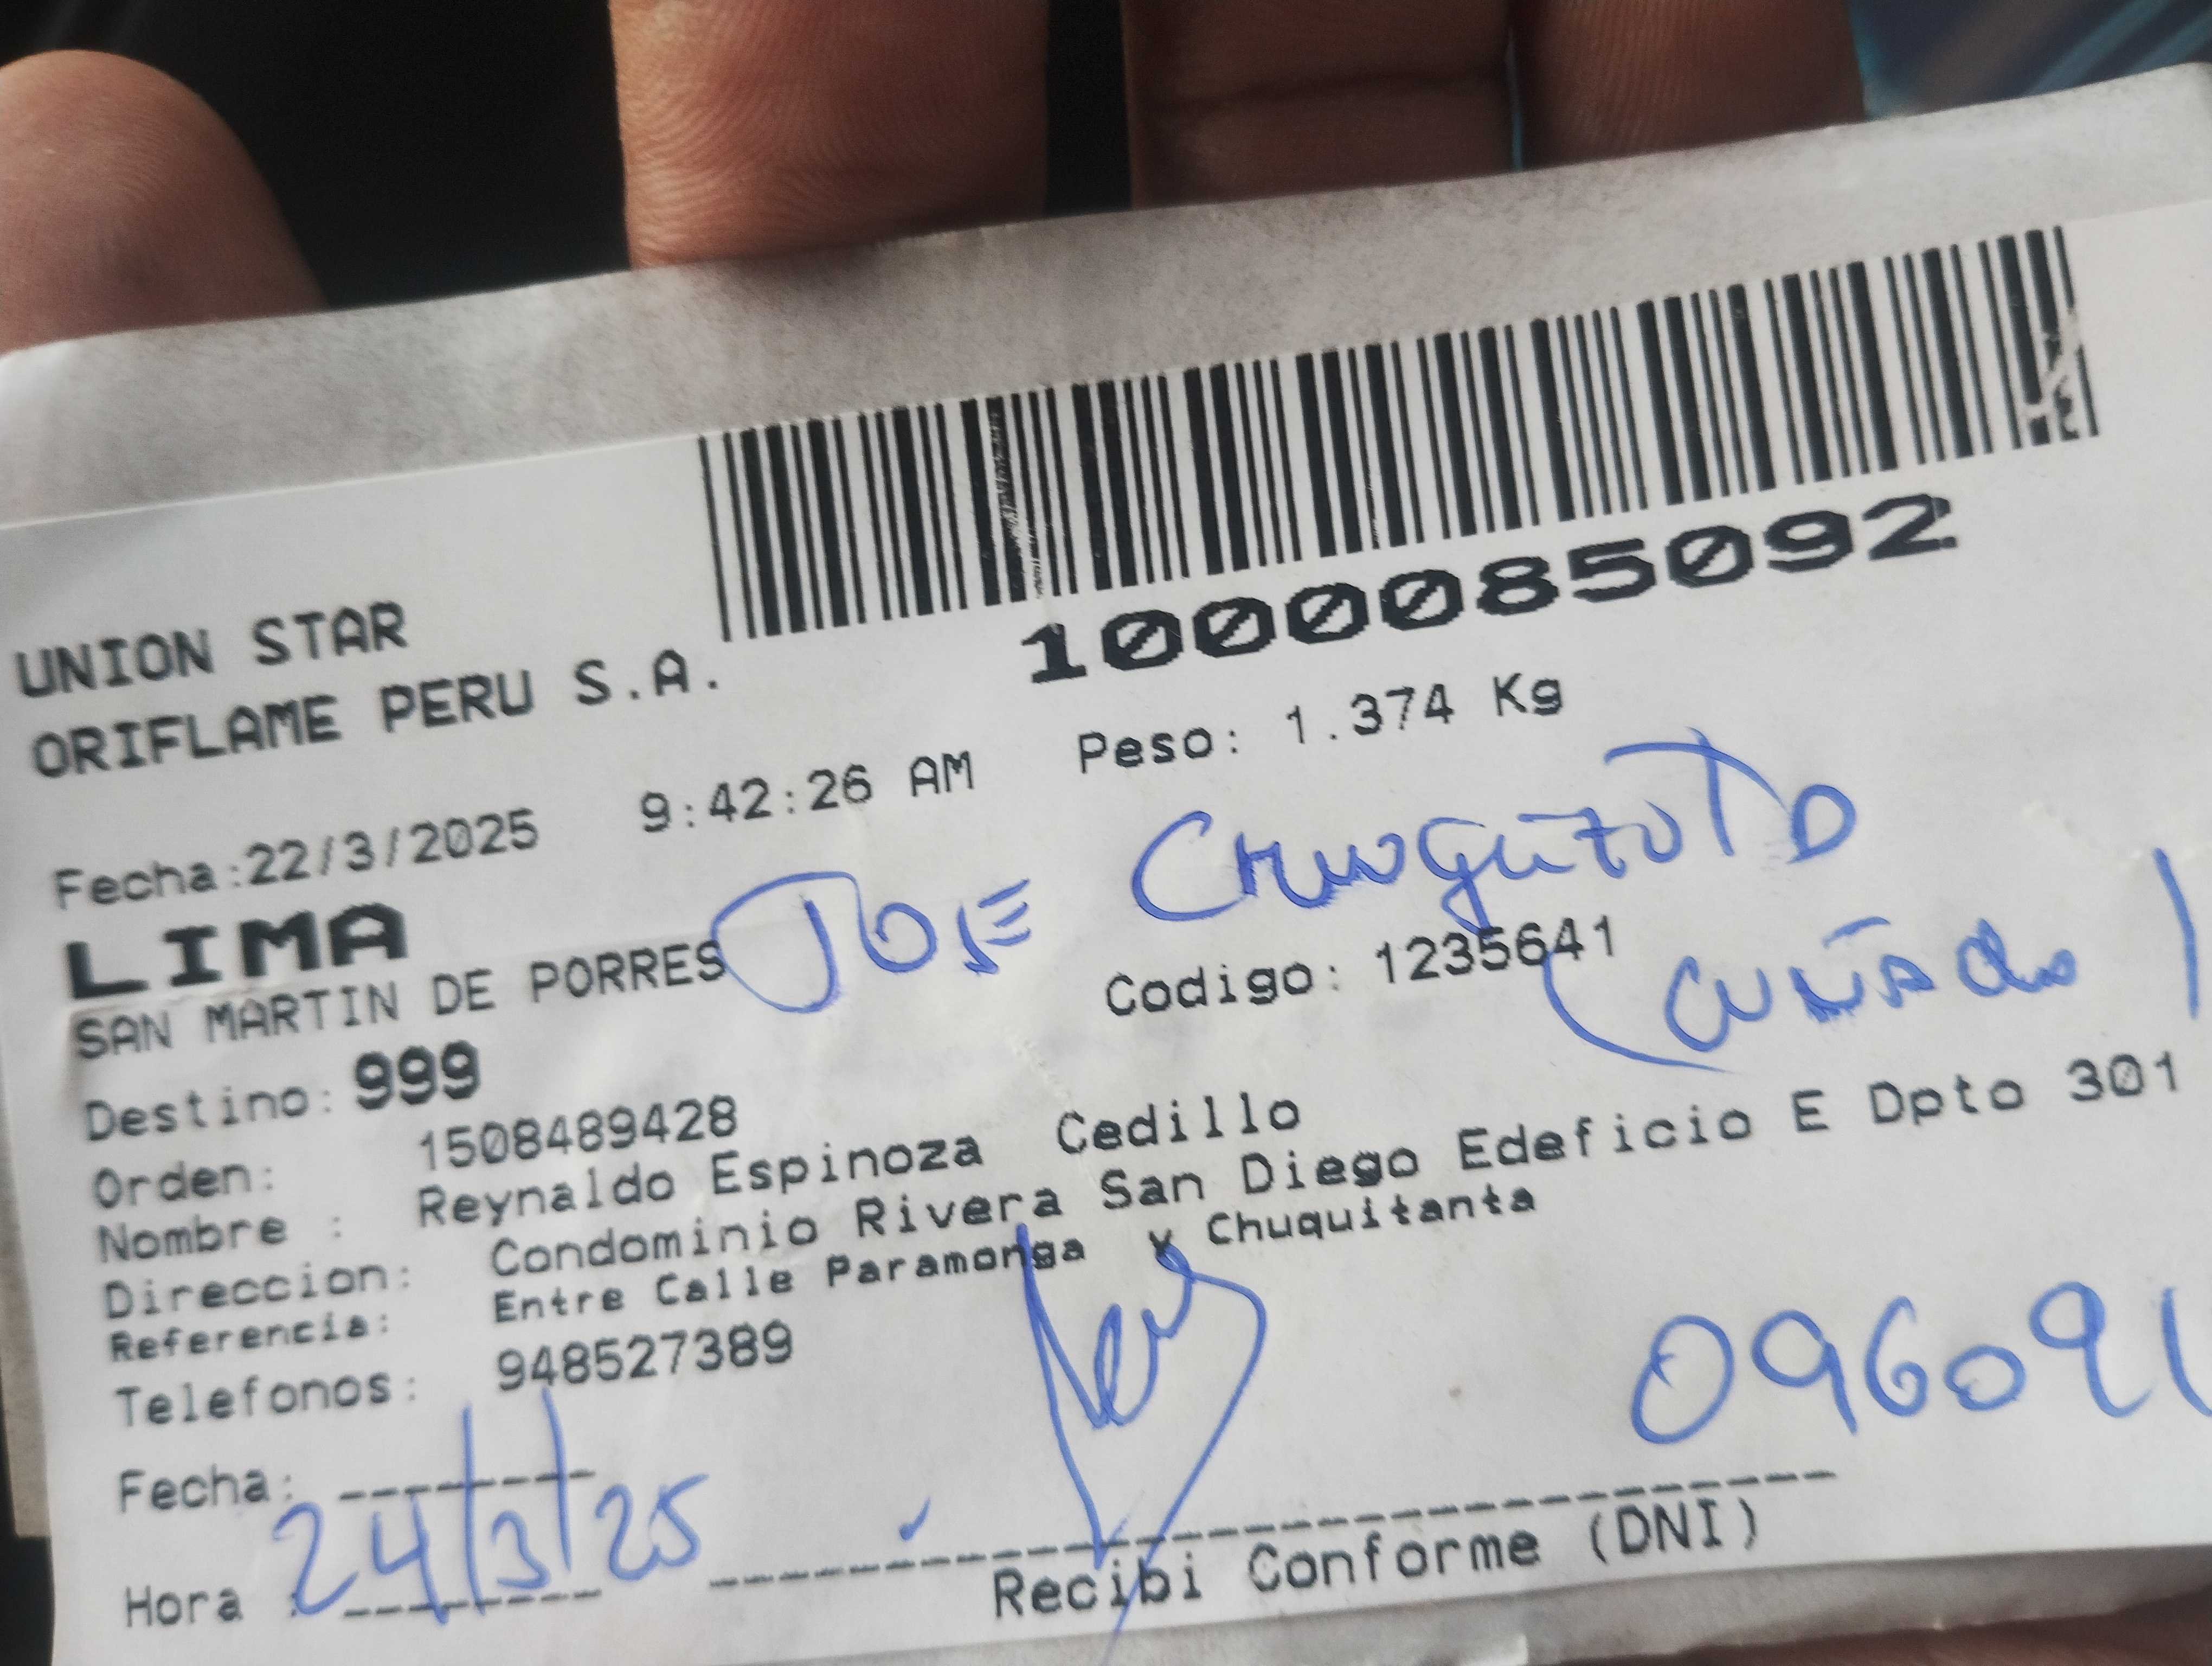 1000085092
UNION STAR
ORIFLAME PERU S.A.
Fecha:22/3/2025 9:42:26 AM Peso: 1.374 Kg
LIMA
SAN MARTIN DE PORRES JOSE
Codigo: 1235641
(cuñado)
Destino: 999
Orden: 1508489428
Nombre : Reynaldo Espinoza Cedillo
Direccion: Condominio Rivera San Diego Edeficio E Dpto 301
Referencia: Entre Calle Paramonga y Chuquitanta
Telefonos: 948527389
096091
Fecha:
24/3/25
Hora :
Recibi Conforme (DNI)